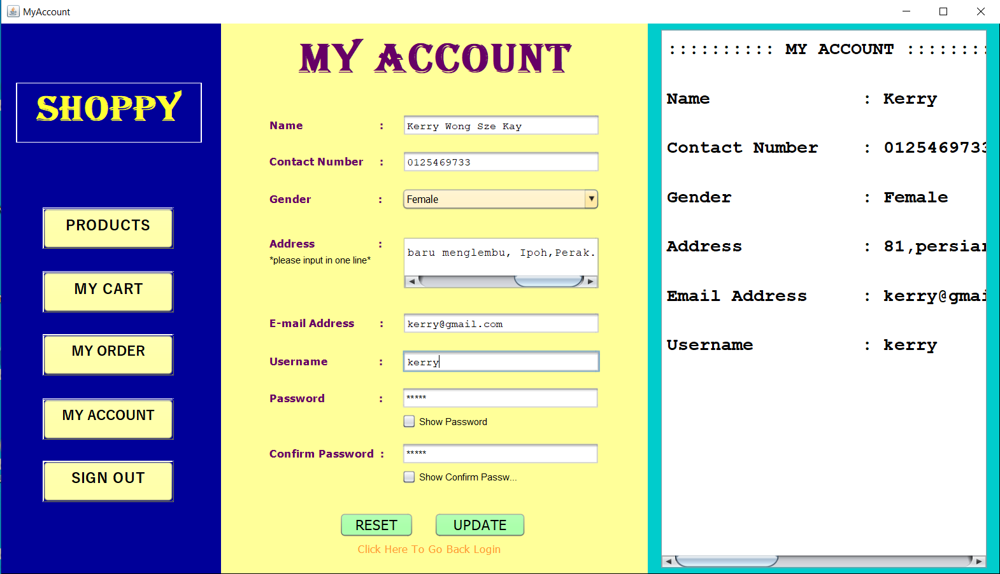 MyAccount
SHOPPY
PRODUCTS
MY CART
MY ORDER
MY ACCOUNT
SIGN OUT
MY ACCOUNT
Name : Kerry Wong Sze Kay
Contact Number : 0125469733
Gender : Female
Address :
*please input in one line*
baru menglembu, Ipoh,Perak.
E-mail Address : kerry@gmail.com
Username : kerry
Password : *****
Show Password
Confirm Password : *****
Show Confirm Passw...
RESET
UPDATE
Click Here To Go Back Login
:::::::::: MY ACCOUNT ::::::::
Name : Kerry
Contact Number : 0125469733
Gender : Female
Address : 81,persian
Email Address : kerry@gmai
Username : kerry